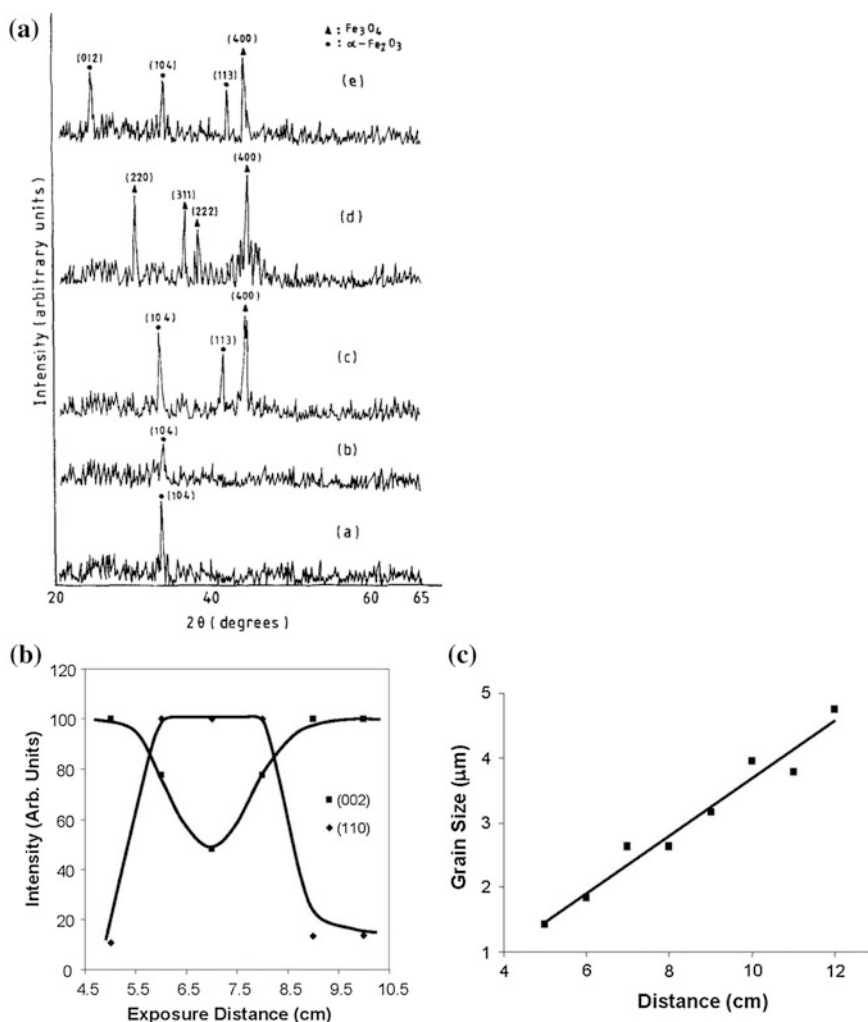 (a)
▲ : Fe3O4
• : α-Fe2O3
(012)
(104)
(113)
(400)
(e)
(220)
(311)
(222)
(400)
(d)
(104)
(113)
(400)
(c)
(104)
(b)
(104)
(a)
Intensity (arbitrary units)
20 40 60 65
2θ (degrees)
(b)
120
100
80
60
40
20
0
Intensity (Arb. Units)
■ (002)
♦ (110)
4.5 5.5 6.5 7.5 8.5 9.5 10.5
Exposure Distance (cm)
(c)
5
4
3
2
1
Grain Size (μm)
4 6 8 10 12
Distance (cm)